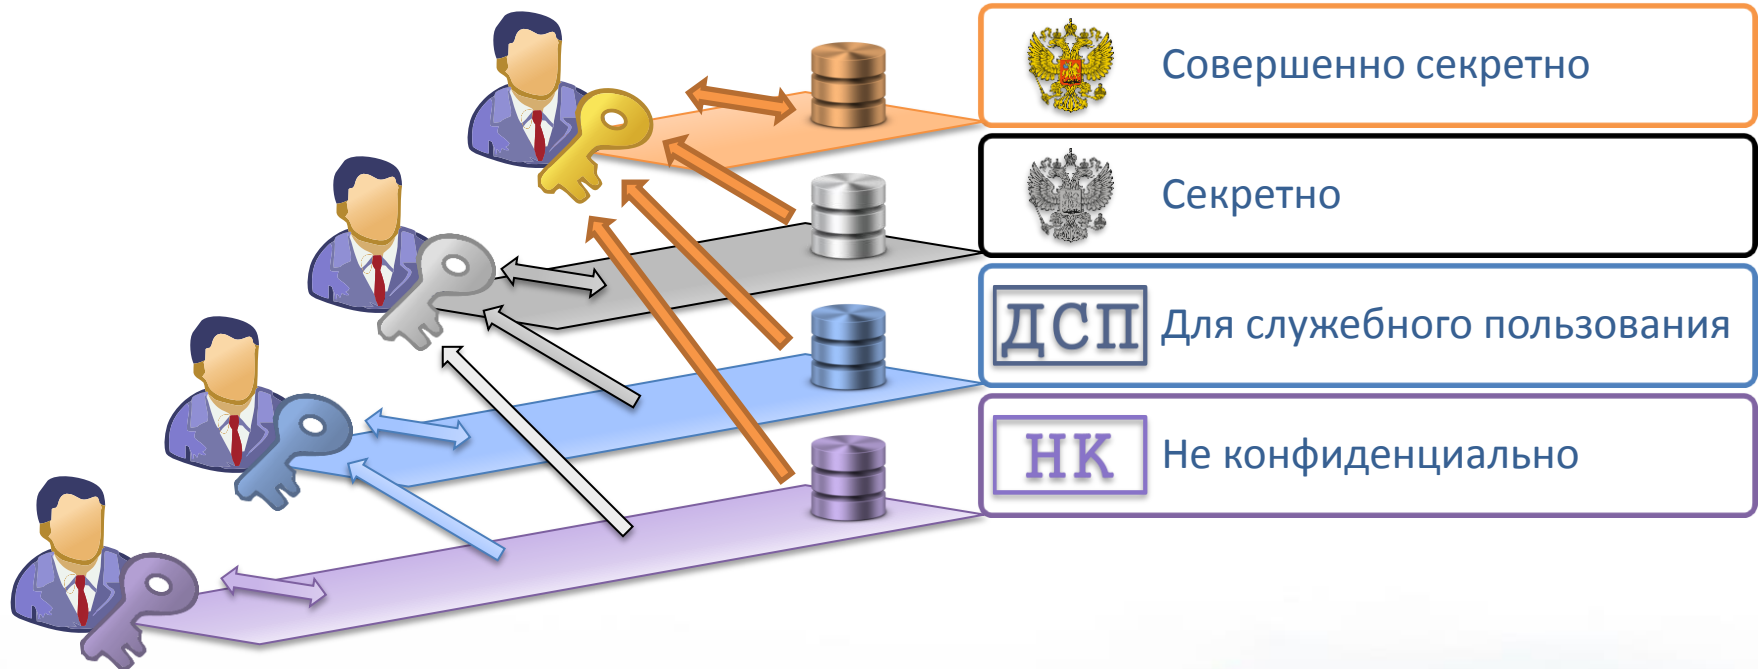 Совершенно секретно
Секретно
ДСП Для служебного пользования
НК Не конфиденциально